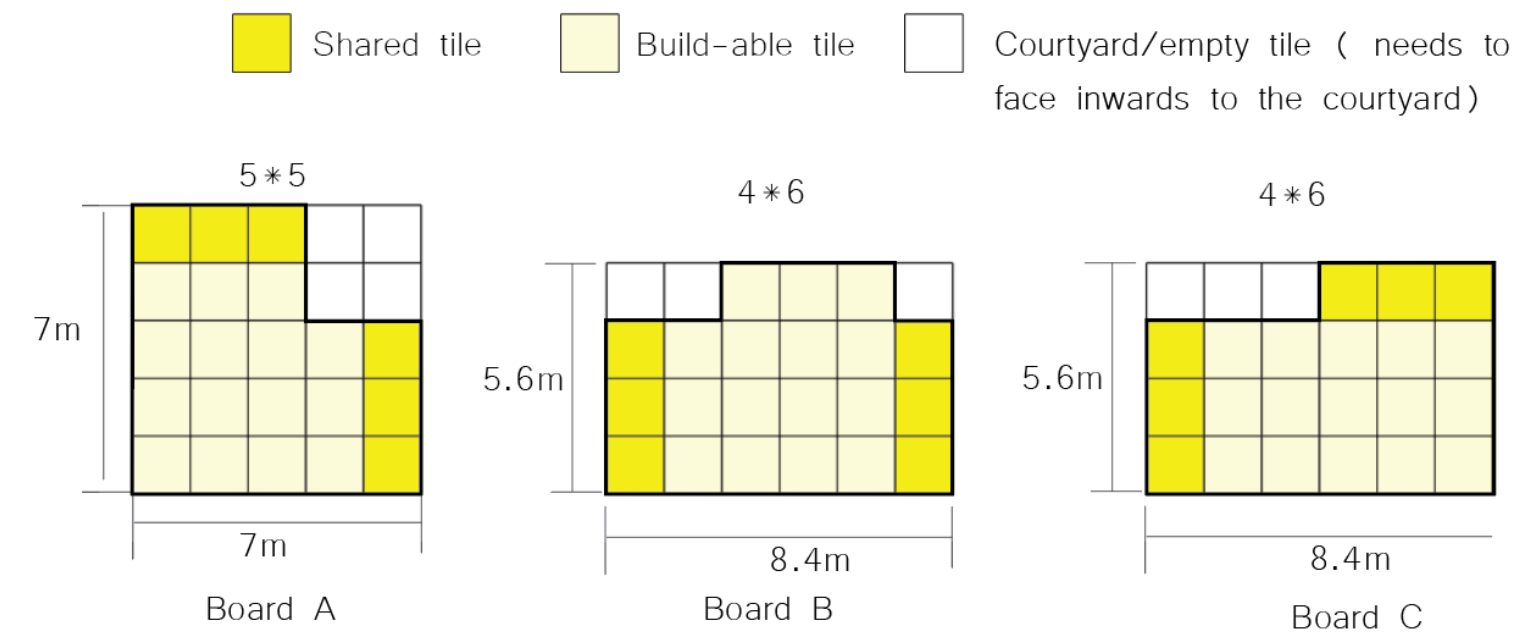 Shared tile
Build-able tile
Courtyard/empty tile ( needs to
face inwards to the courtyard)
5*5
4*6
4*6
7m
5.6m
5.6m
7m
8.4m
8.4m
Board A
Board B
Board C